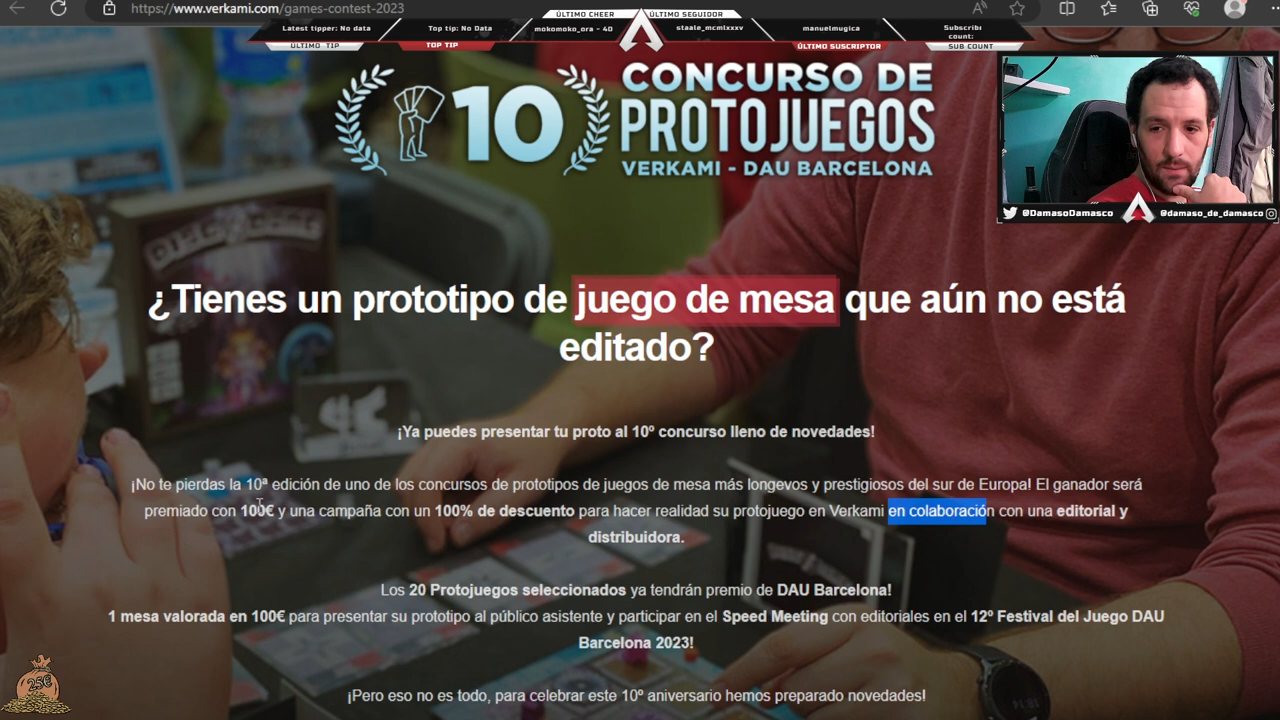 https://www.verkami.com/games-contest-2023
ÚLTIMO CHEER
ÚLTIMO SEGUIDOR
Latest tipper: No data
Top tip: No Data
mokomoko_ora - 40
staale_mcmlxxxv
manuelmugica
Subscribi
count:
ÚLTIMO TIP
TOP TIP
ÚLTIMO SUSCRIPTOR
SUB COUNT
10
CONCURSO DE
PROTOJUEGOS
VERKAMI - DAU BARCELONA
@DamasoDamasco
@damaso_de_damasco
¿Tienes un prototipo de juego de mesa que aún no está
editado?
¡Ya puedes presentar tu proto al 10º concurso lleno de novedades!
¡No te pierdas la 10ª edición de uno de los concursos de prototipos de juegos de mesa más longevos y prestigiosos del sur de Europa! El ganador será
premiado con 100€ y una campaña con un 100% de descuento para hacer realidad su protojuego en Verkami en colaboración con una editorial y
distribuidora.
Los 20 Protojuegos seleccionados ya tendrán premio de DAU Barcelona!
1 mesa valorada en 100€ para presentar su prototipo al público asistente y participar en el Speed Meeting con editoriales en el 12º Festival del Juego DAU
Barcelona 2023!
¡Pero eso no es todo, para celebrar este 10º aniversario hemos preparado novedades!
25€